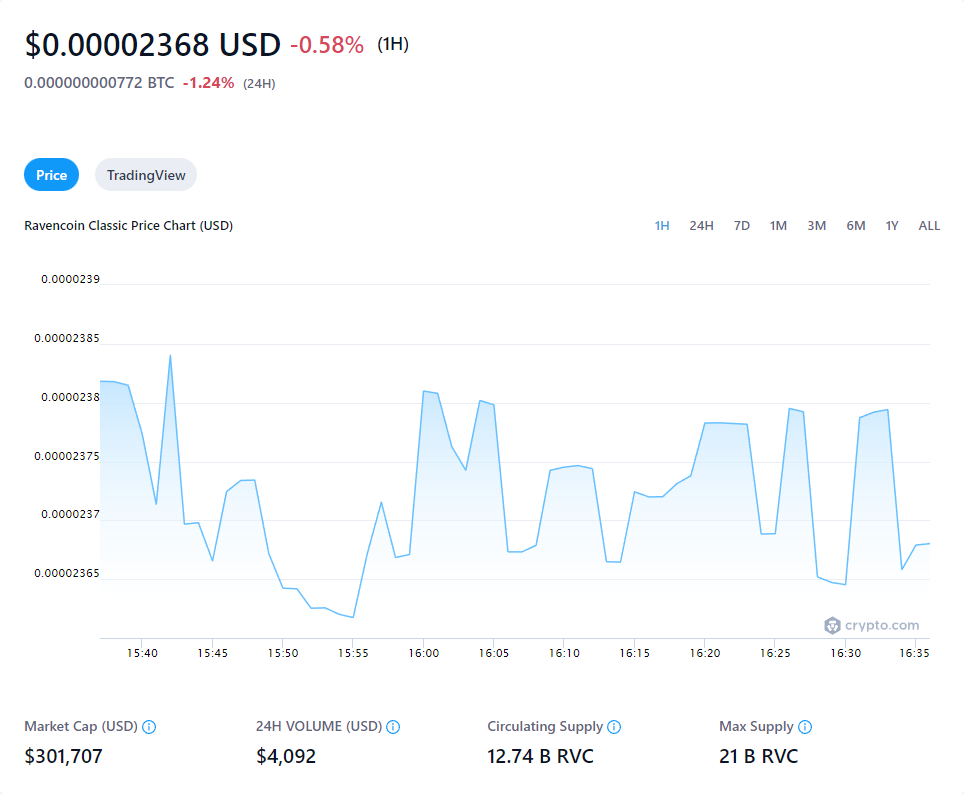 $0.00002368 USD -0.58% (1H)
0.000000000772 BTC -1.24% (24H)
Price TradingView
Ravencoin Classic Price Chart (USD) 1H 24H 7D 1M 3M 6M 1Y ALL
0.0000239
0.00002385
0.0000238
0.00002375
0.0000237
0.00002365
crypto.com
15:40 15:45 15:50 15:55 16:00 16:05 16:10 16:15 16:20 16:25 16:30 16:35
Market Cap (USD) 24H VOLUME (USD) Circulating Supply Max Supply
$301,707 $4,092 12.74 B RVC 21 B RVC